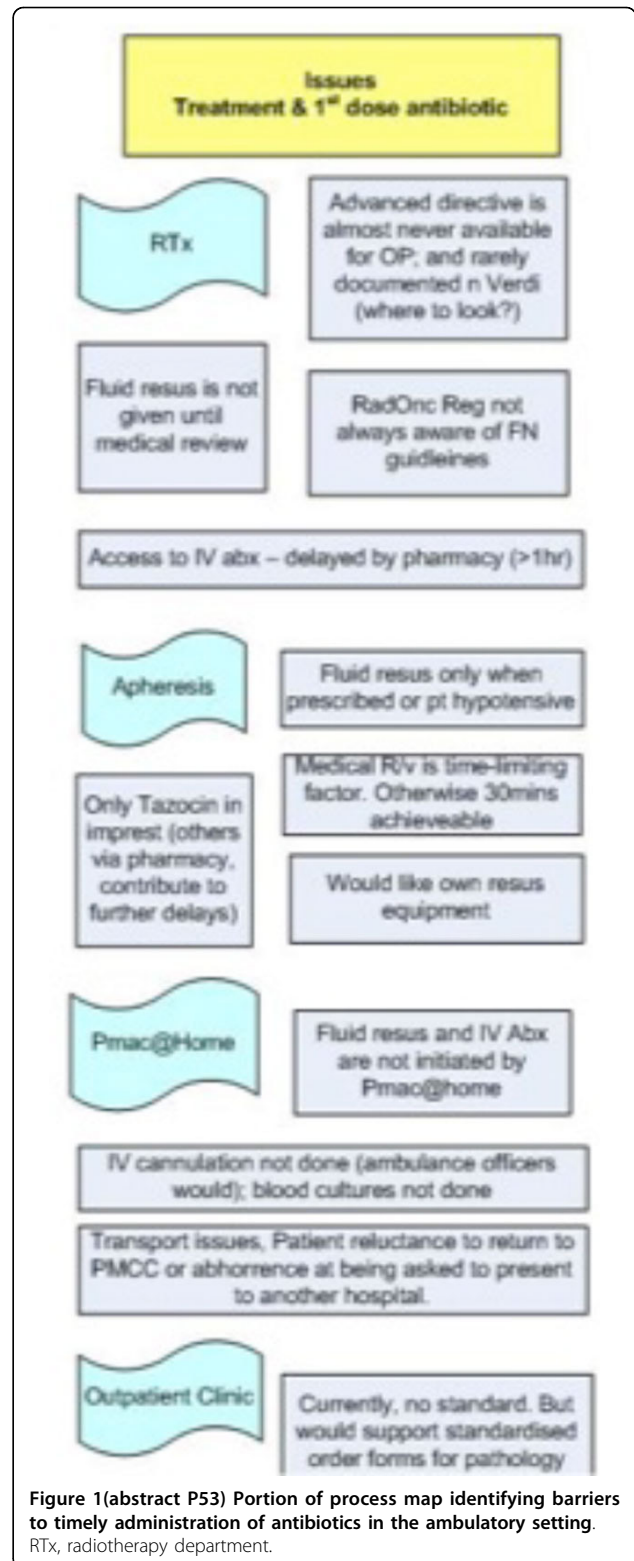 Issues
Treatment & 1st dose antibiotic
RTx
Advanced directive is
almost never available
for OP; and rarely
documented n Verdi
(where to look?)
Fluid resus is not
given until
medical review
RadOnc Reg not
always aware of FN
guidleines
Access to IV abx – delayed by pharmacy (>1hr)
Apheresis
Fluid resus only when
prescribed or pt hypotensive
Only Tazocin in
imprest (others
via pharmacy,
contribute to
further delays)
Medical R/v is time-limiting
factor. Otherwise 30mins
achieveable
Would like own resus
equipment
Pmac@Home
Fluid resus and IV Abx
are not initiated by
Pmac@home
IV cannulation not done (ambulance officers
would); blood cultures not done
Transport issues, Patient reluctance to return to
PMCC or abhorrence at being asked to present
to another hospital.
Outpatient Clinic
Currently, no standard. But
would support standardised
order forms for pathology
Figure 1(abstract P53) Portion of process map identifying barriers
to timely administration of antibiotics in the ambulatory setting.
RTx, radiotherapy department.